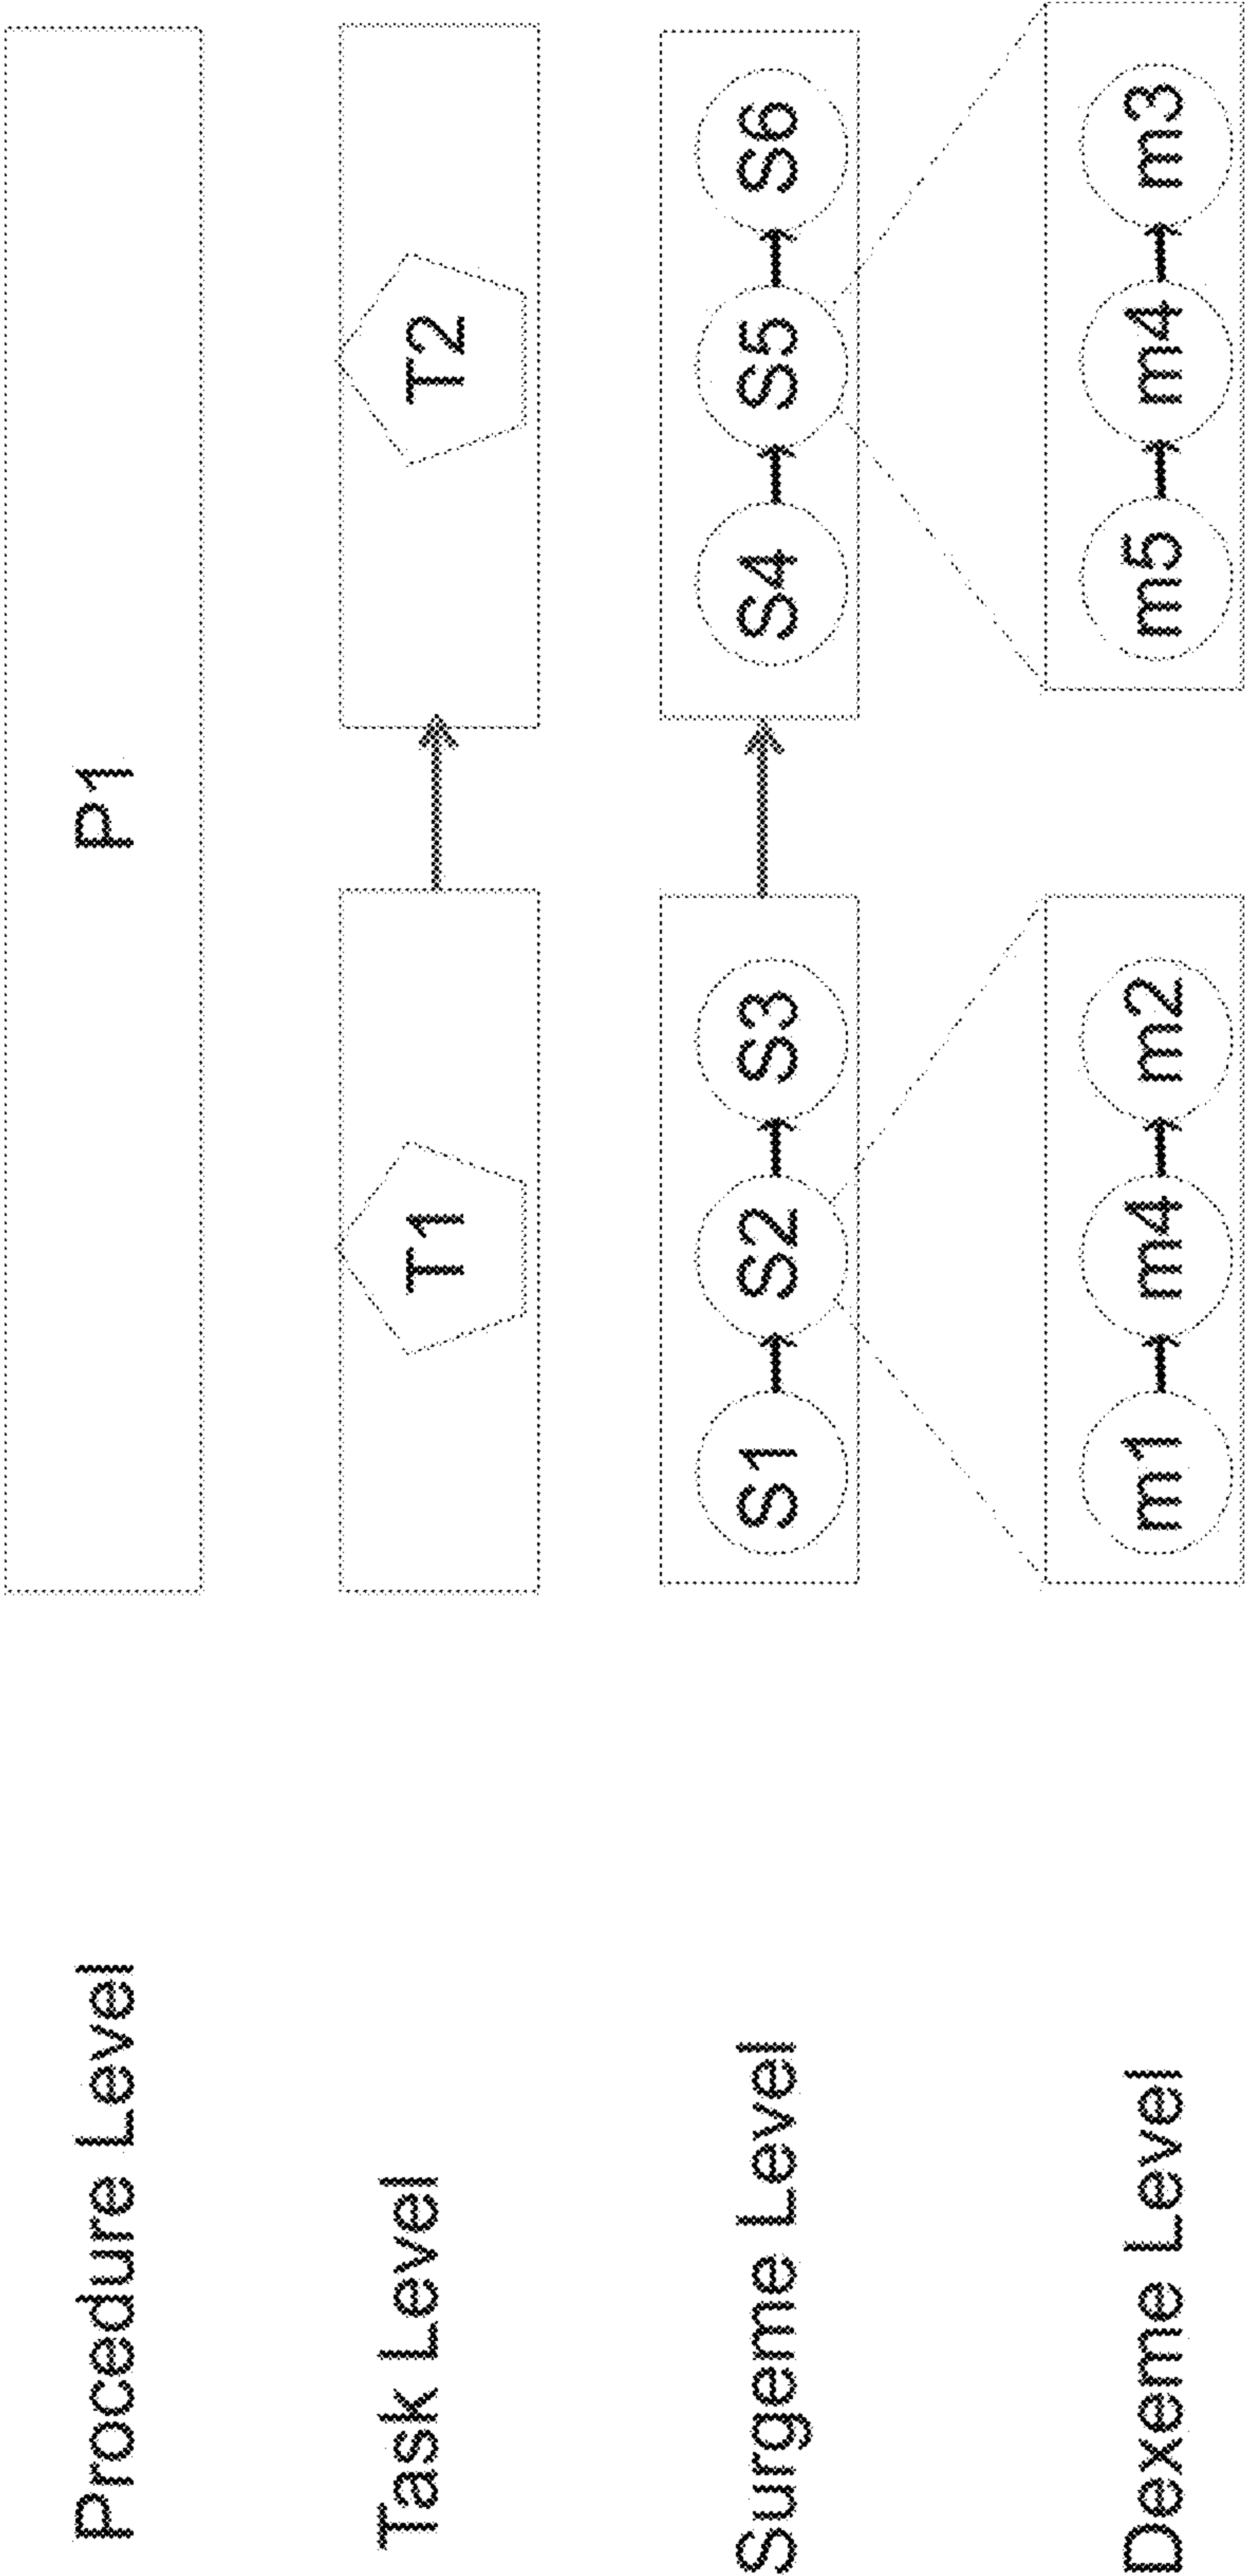 Procedure Level P1
Task Level T1 T2
Surgeme Level S1 S2 S3 S4 S5 S6
Dexeme Level m1 m4 m2 m5 m4 m3